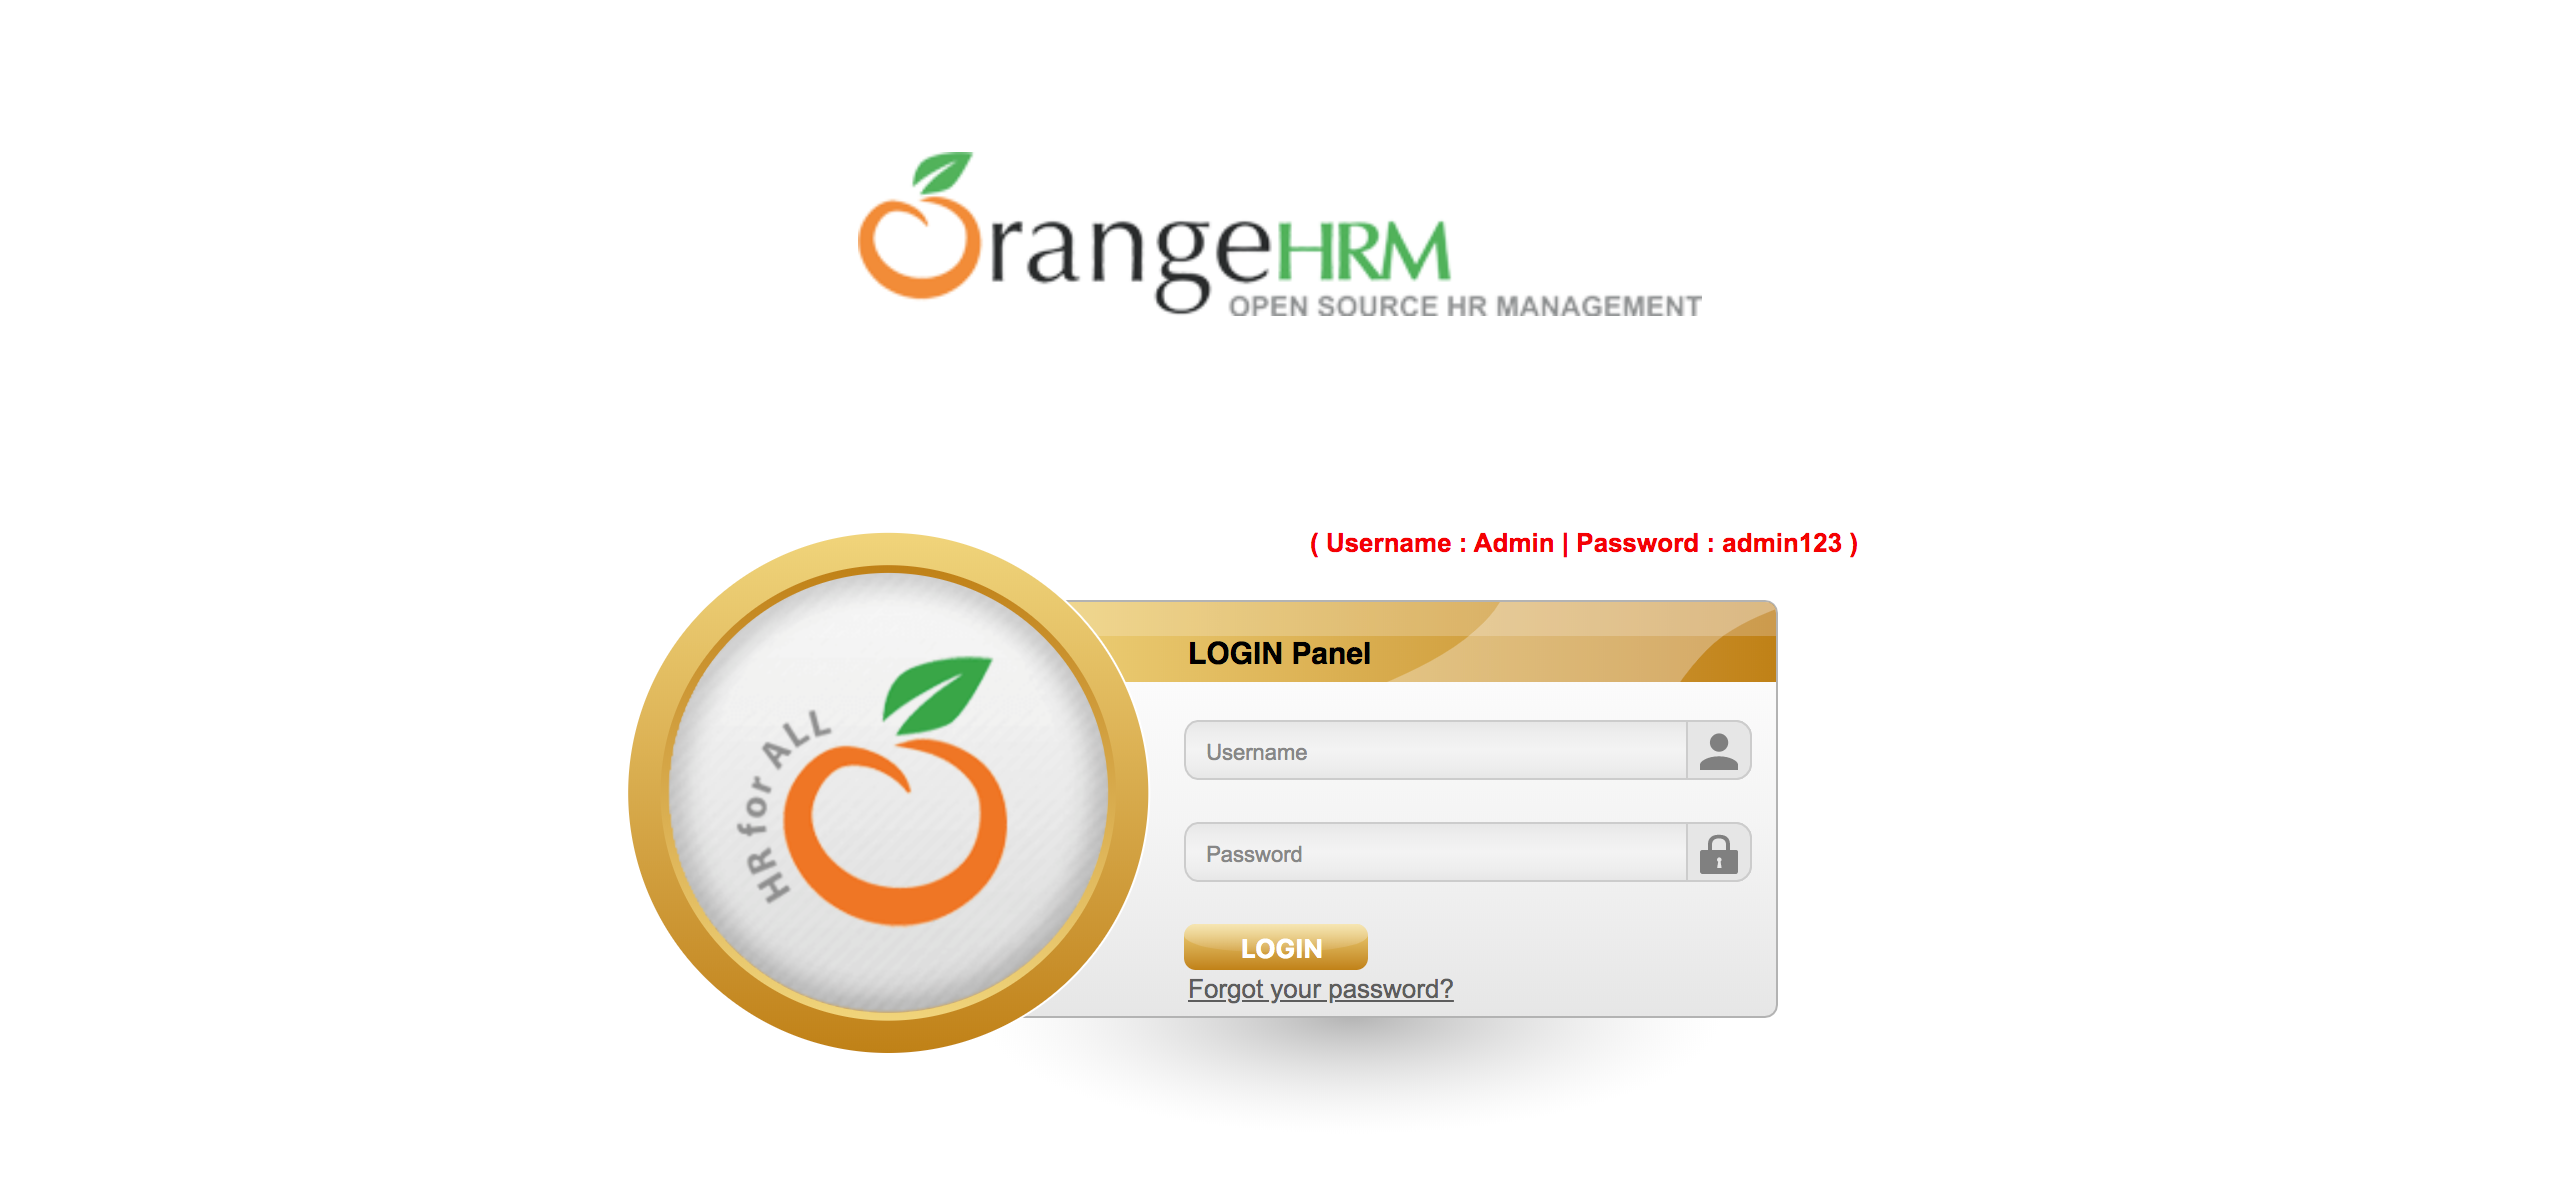 OrangeHRM
OPEN SOURCE HR MANAGEMENT
( Username : Admin | Password : admin123 )
HR for ALL
LOGIN Panel
Username
Password
LOGIN
Forgot your password?